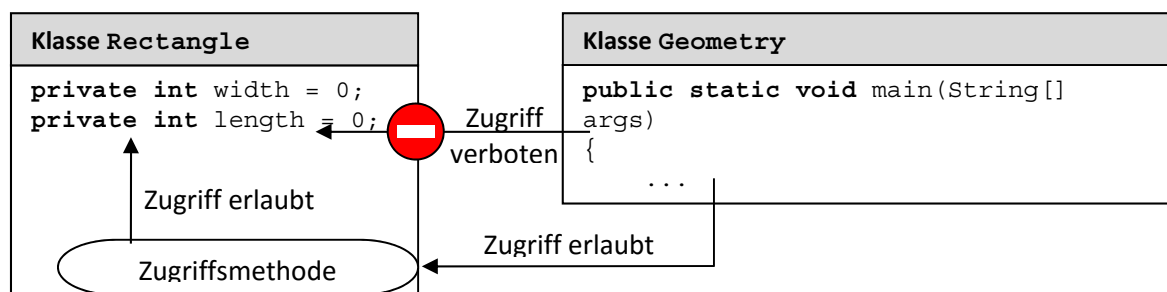 Klasse Rectangle
private int width = 0;
private int length = 0;
Zugriff erlaubt
Zugriffsmethode
Zugriff
verboten
Klasse Geometry
public static void main(String[]
args)
{
...
Zugriff erlaubt